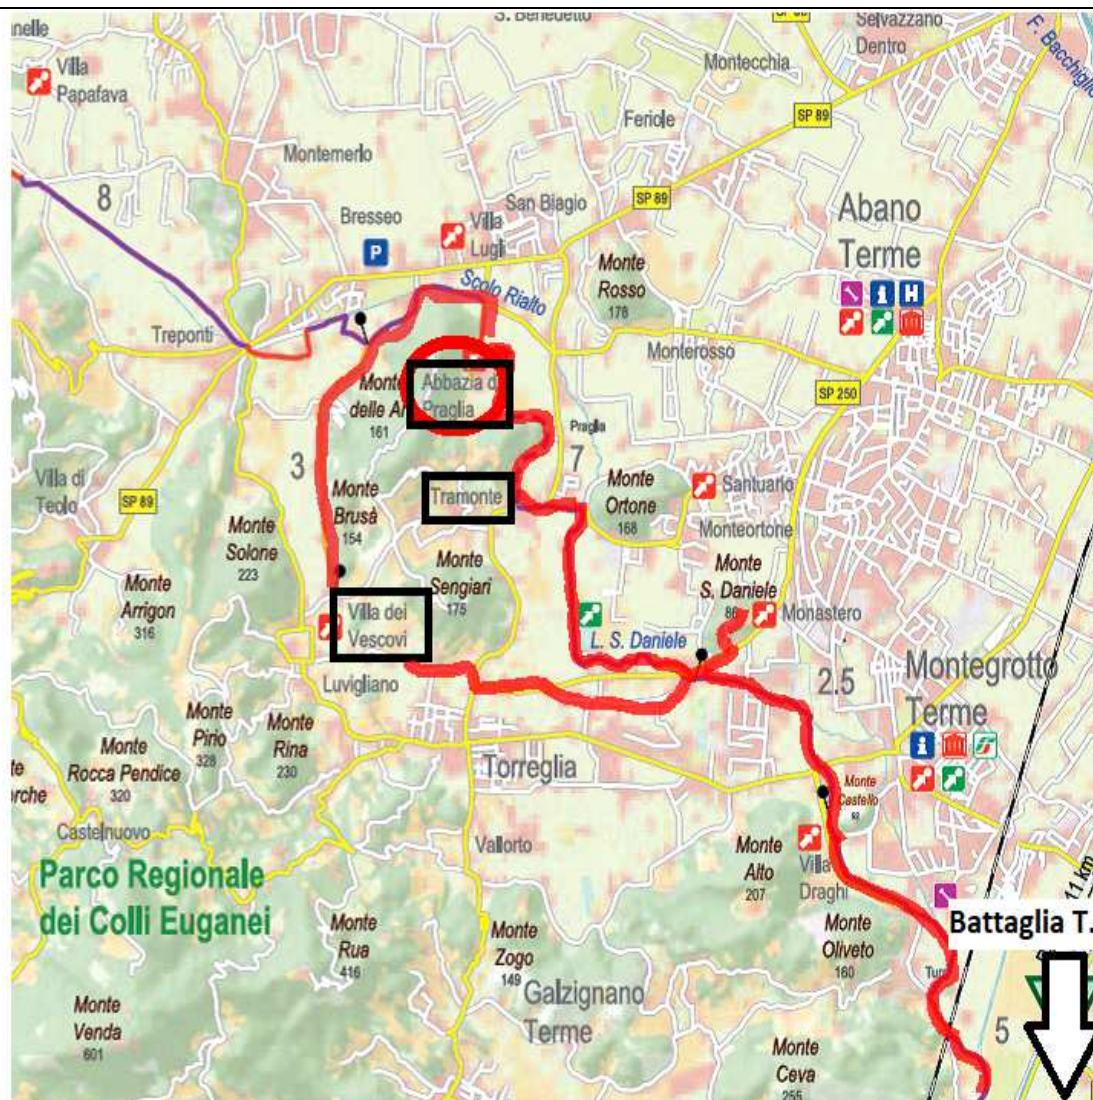 S. Benedetto
Selvazzano
Dentro
F. Bacchiglio
Villa
Papafava
Montecchia
SP 89
Feriole
Montemerlo
8
San Biagio
SP 89
Bresseo
P
Villa
Lugli
Abano
Terme
Monte
Rosso
178
Scolo Rialto
i
H
Treponti
Monterosso
SP 250
Monte
161
Abbazia d
Praglia
Praglia
3
7
Villa di
Teolo
SP 89
Monte
Brusà
154
Tramonte
Monte
Ortone
168
Santuario
Monteortone
Monte
Solone
223
Monte
Sengiari
175
Monte
S. Daniele
86
Monte
Arrigon
316
Villa dei
Vescovi
Monastero
L. S. Daniele
Luvigliano
2.5
Montegrotto
Terme
i
Monte
Pirio
328
Monte
Rina
230
Monte
Rocca Pendice
320
Torreglia
Monte
Castello
Castelnuovo
Vallorto
Monte
Alto
207
Villa
Draghi
Parco Regionale
dei Colli Euganei
11 km
Battaglia T.
Monte
Rua
416
Monte
Zogo
149
Monte
Oliveto
160
Galzignano
Terme
Monte
Venda
601
5
Monte
Ceva
255